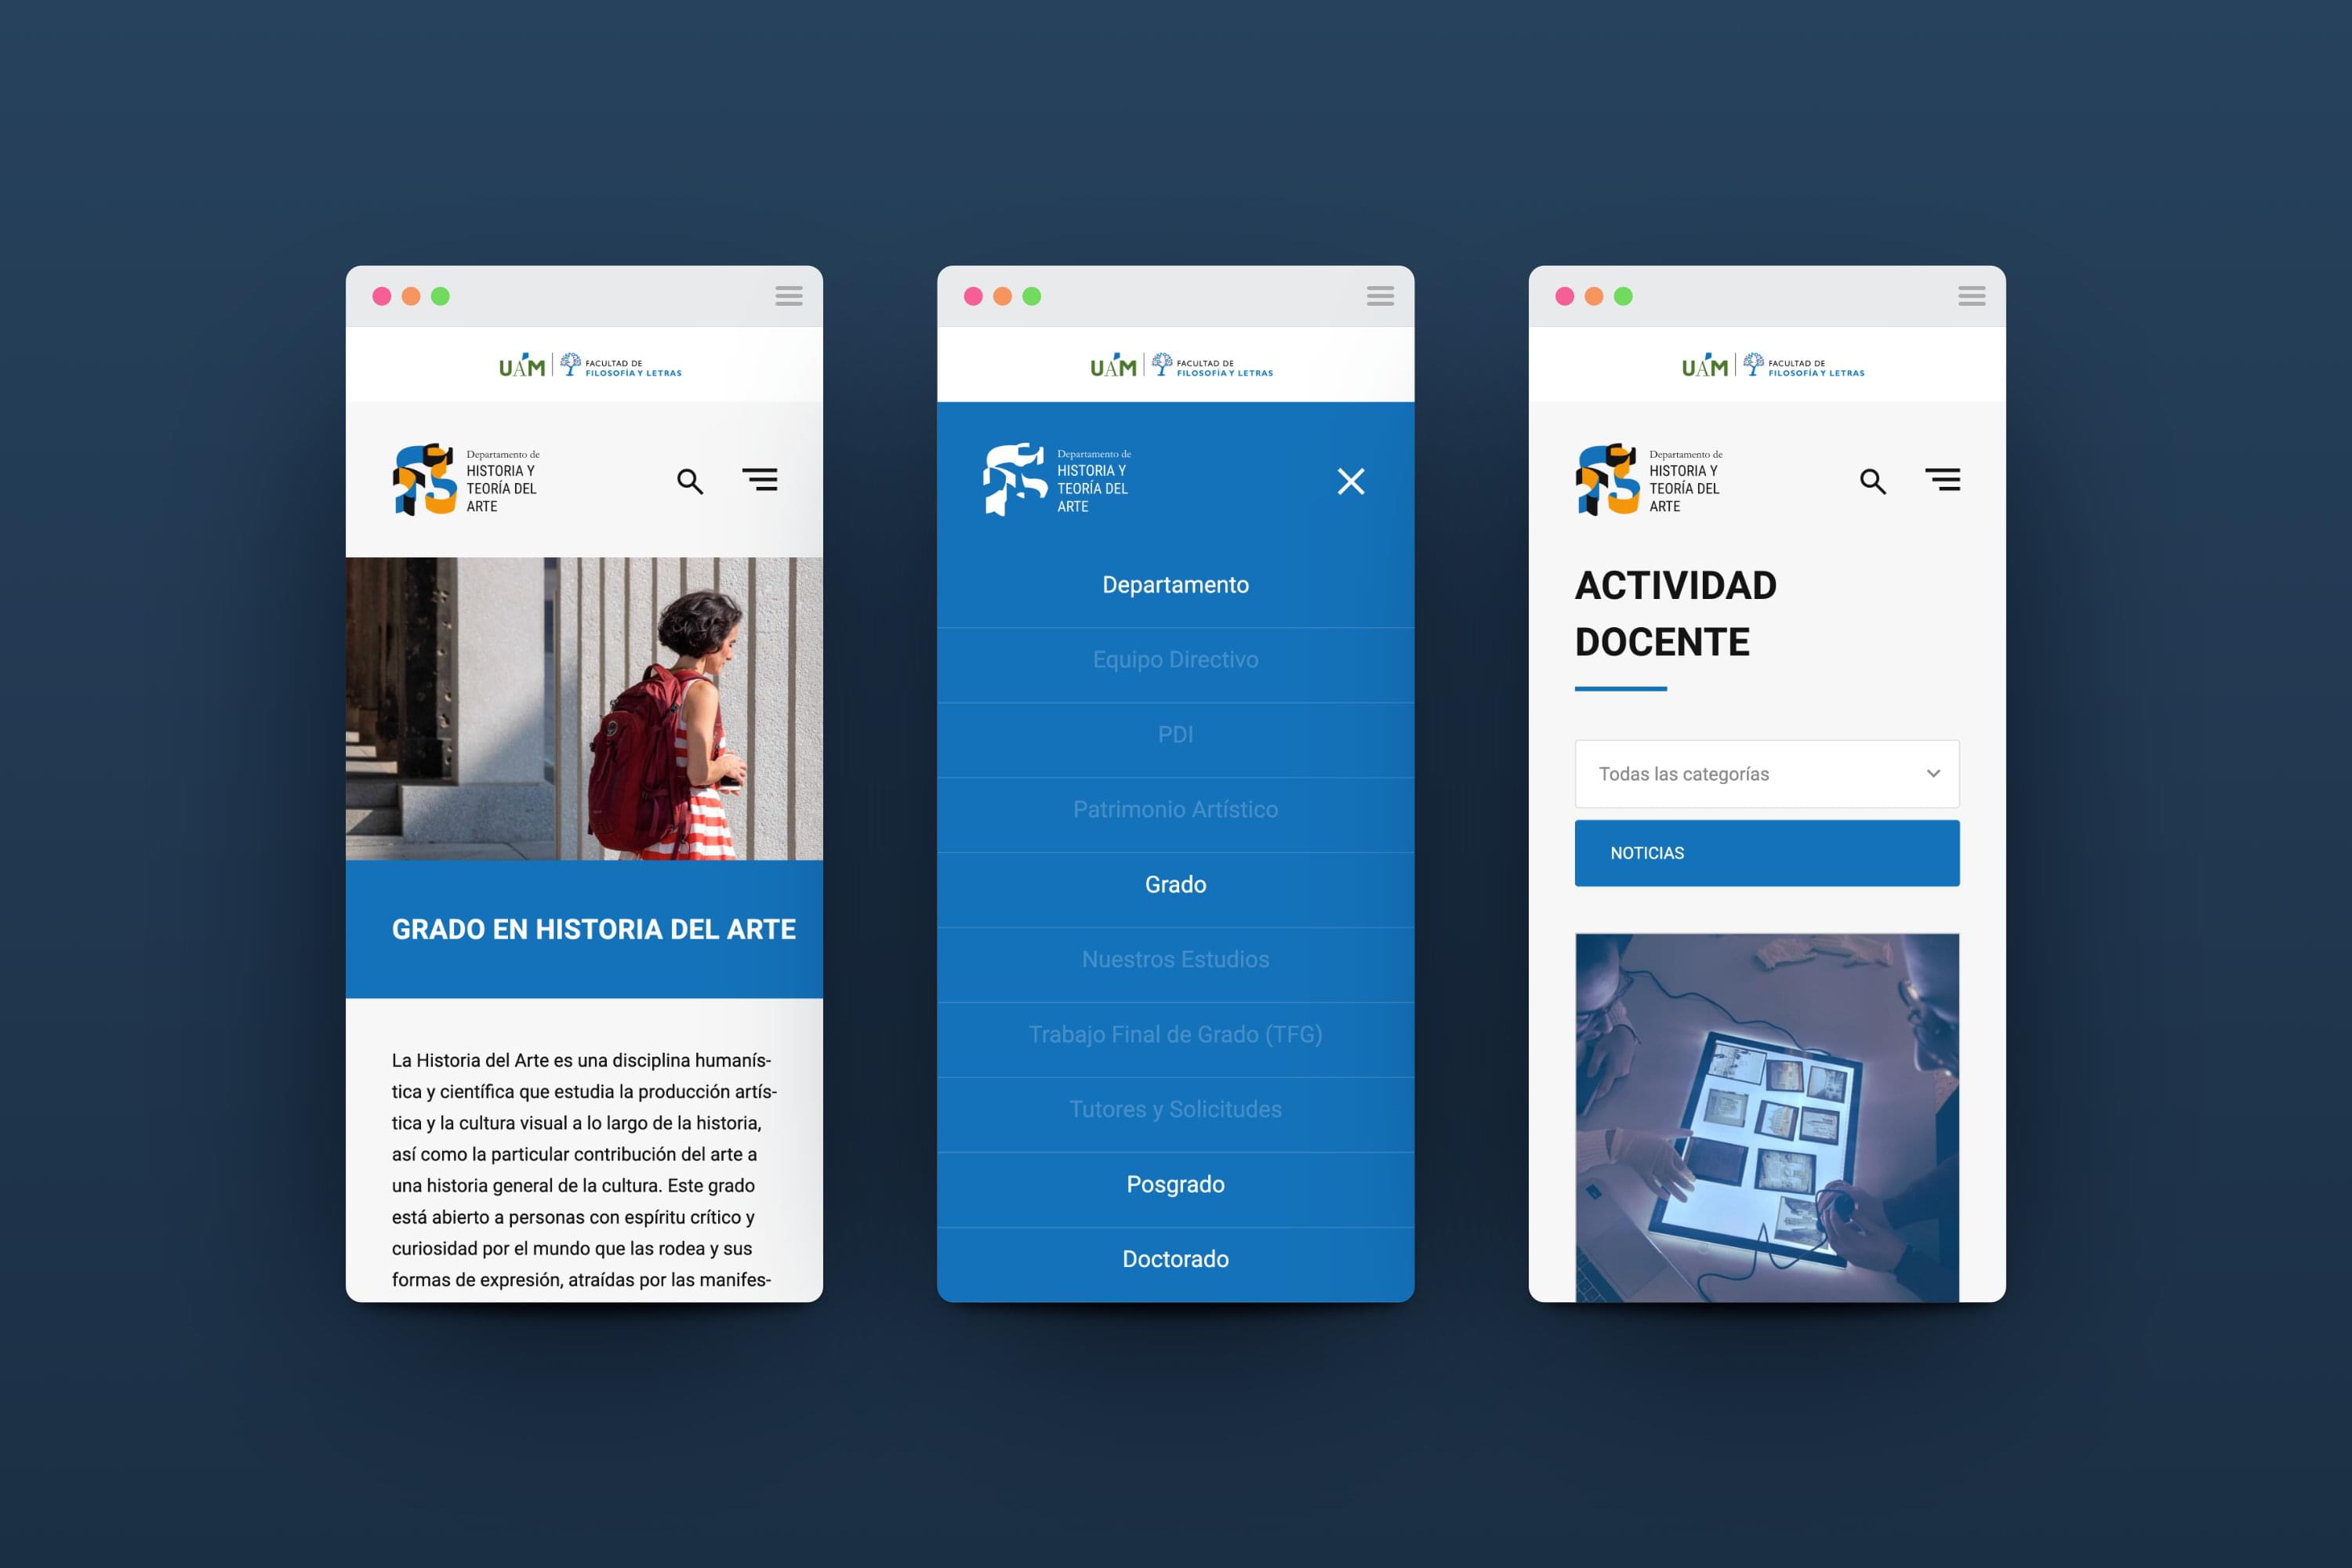 UAM
FACULTAD DE
FILOSOFÍA Y LETRAS
Departamento de
HISTORIA Y
TEORÍA DEL
ARTE
GRADO EN HISTORIA DEL ARTE
La Historia del Arte es una disciplina humanís-
tica y científica que estudia la producción artís-
tica y la cultura visual a lo largo de la historia,
así como la particular contribución del arte a
una historia general de la cultura. Este grado
está abierto a personas con espíritu crítico y
curiosidad por el mundo que las rodea y sus
formas de expresión, atraídas por las manifes-
UAM
FACULTAD DE
FILOSOFÍA Y LETRAS
Departamento de
HISTORIA Y
TEORÍA DEL
ARTE
Departamento
Equipo Directivo
PDI
Patrimonio Artístico
Grado
Nuestros Estudios
Trabajo Final de Grado (TFG)
Tutores y Solicitudes
Posgrado
Doctorado
UAM
FACULTAD DE
FILOSOFÍA Y LETRAS
Departamento de
HISTORIA Y
TEORÍA DEL
ARTE
ACTIVIDAD
DOCENTE
Todas las categorías
NOTICIAS